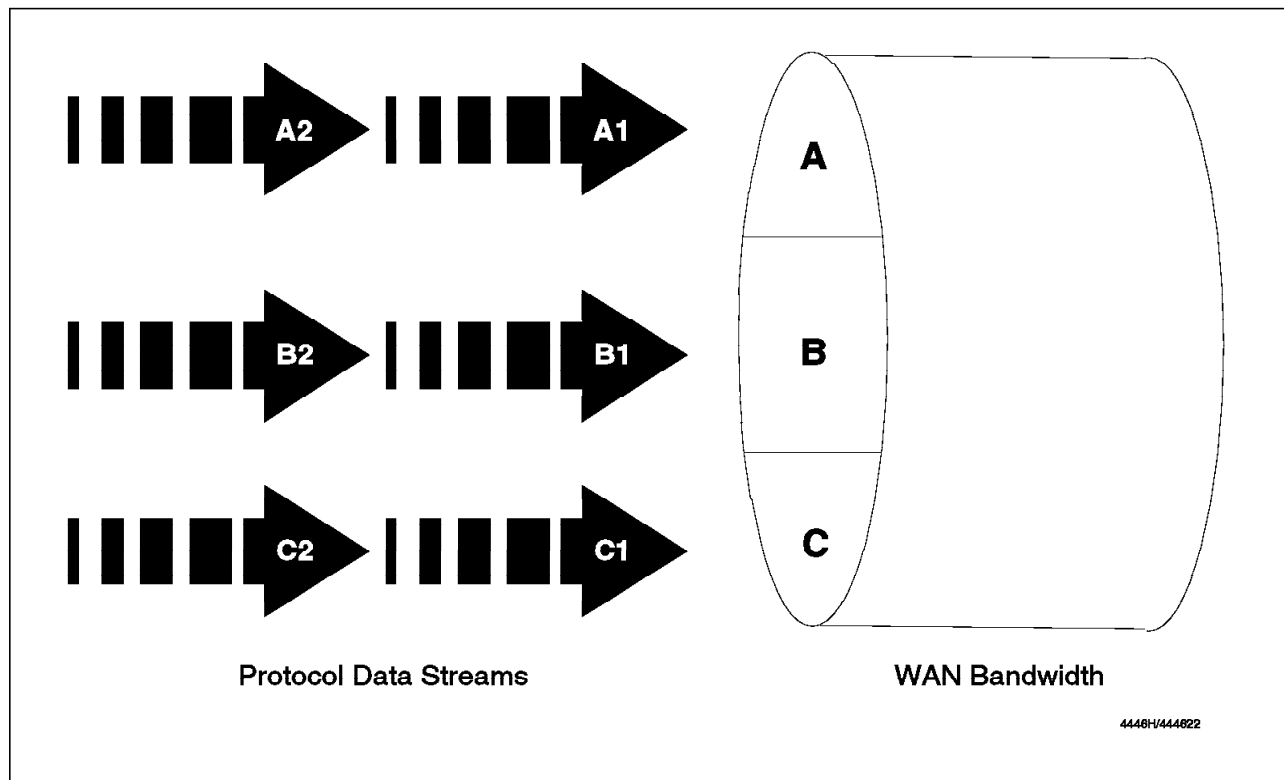 A2 A1 A
B2 B1 B
C2 C1 C
Protocol Data Streams WAN Bandwidth
4446H/444622